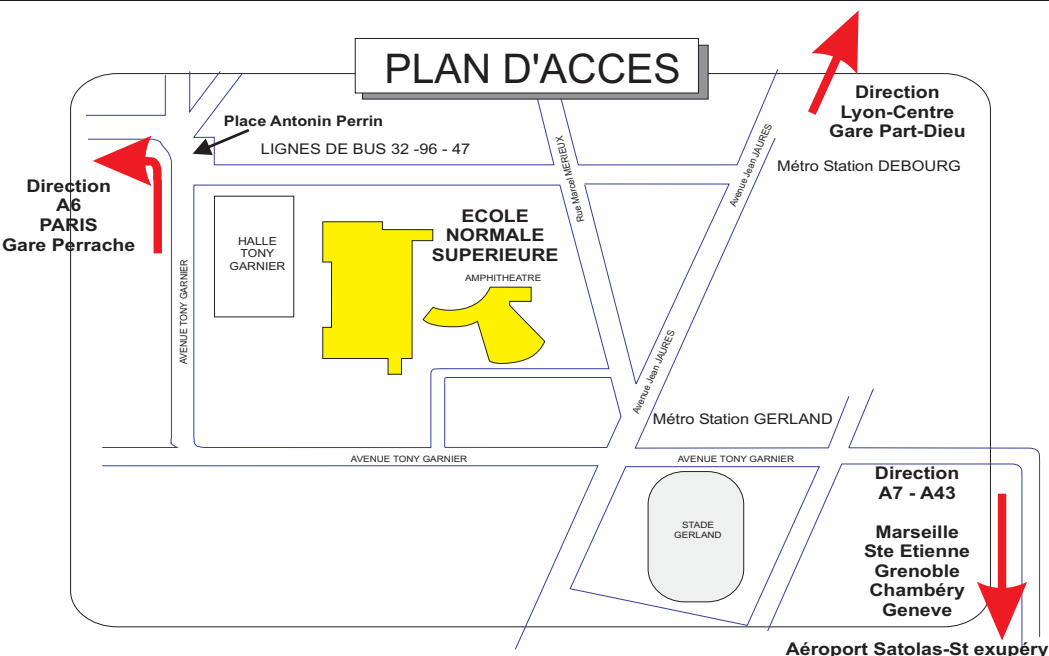 PLAN D'ACCES
Direction
Lyon-Centre
Gare Part-Dieu
Place Antonin Perrin
LIGNES DE BUS 32 -96 - 47
Rue Marcel MERIEUX
Avenue Jean JAURES
Métro Station DEBOURG
Direction
A6
PARIS
Gare Perrache
HALLE
TONY
GARNIER
ECOLE
NORMALE
SUPERIEURE
AMPHITHEATRE
AVENUE TONY GARNIER
Avenue Jean JAURES
Métro Station GERLAND
AVENUE TONY GARNIER
AVENUE TONY GARNIER
STADE
GERLAND
Direction
A7 - A43
Marseille
Ste Etienne
Grenoble
Chambéry
Geneve
Aéroport Satolas-St exupéry